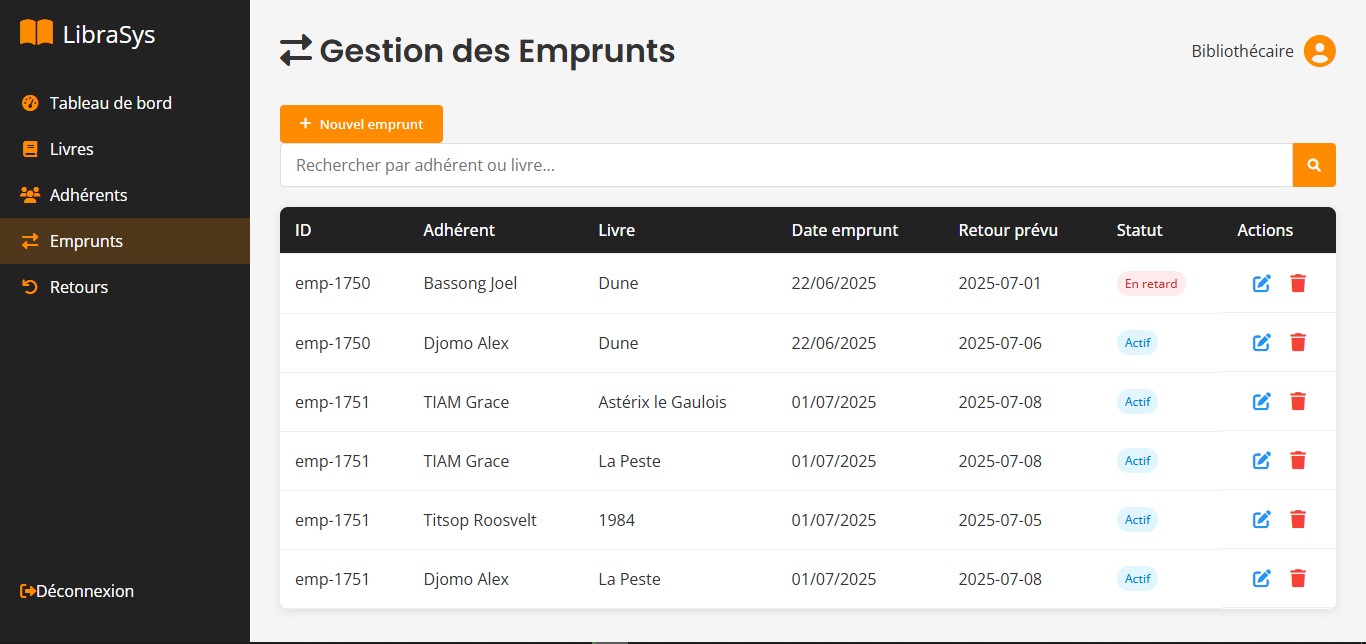 LibraSys
Tableau de bord
Livres
Adhérents
Emprunts
Retours
Déconnexion
Gestion des Emprunts
Bibliothécaire
+ Nouvel emprunt
Rechercher par adhérent ou livre...
ID Adhérent Livre Date emprunt Retour prévu Statut Actions
emp-1750 Bassong Joel Dune 22/06/2025 2025-07-01 En retard
emp-1750 Djomo Alex Dune 22/06/2025 2025-07-06 Actif
emp-1751 TIAM Grace Astérix le Gaulois 01/07/2025 2025-07-08 Actif
emp-1751 TIAM Grace La Peste 01/07/2025 2025-07-08 Actif
emp-1751 Titsop Roosvelt 1984 01/07/2025 2025-07-05 Actif
emp-1751 Djomo Alex La Peste 01/07/2025 2025-07-08 Actif